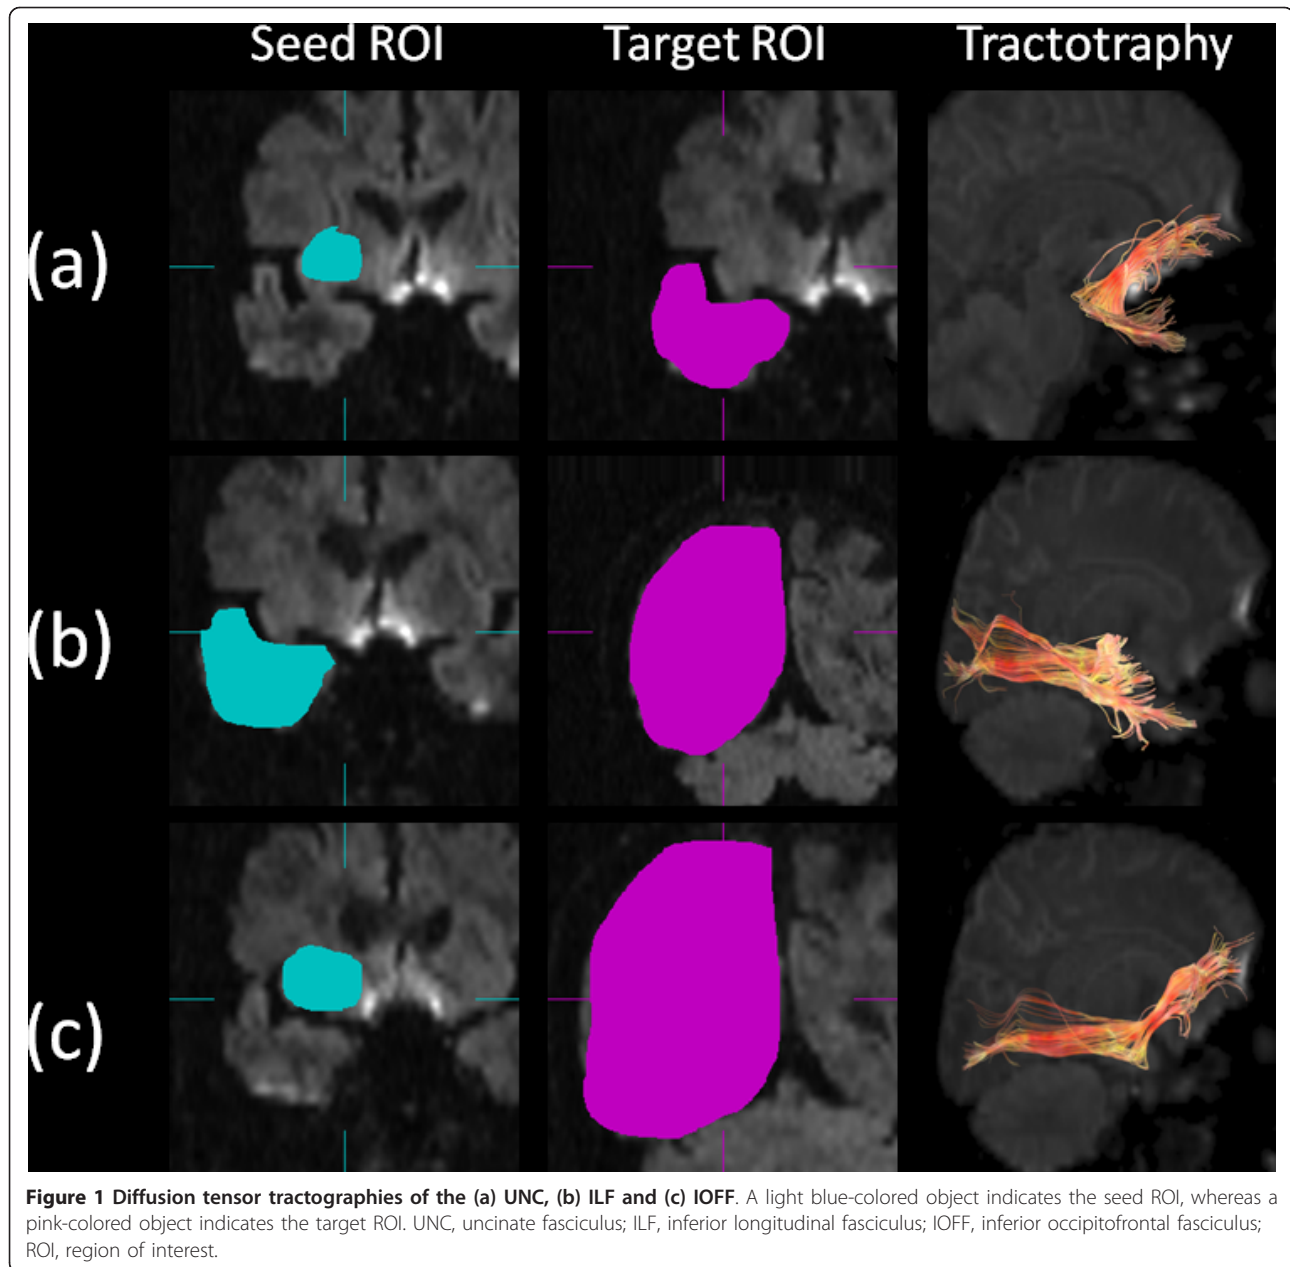 Seed ROI Target ROI Tractotraphy
(a)
(b)
(c)
Figure 1 Diffusion tensor tractographies of the (a) UNC, (b) ILF and (c) IOFF. A light blue-colored object indicates the seed ROI, whereas a
pink-colored object indicates the target ROI. UNC, uncinate fasciculus; ILF, inferior longitudinal fasciculus; IOFF, inferior occipitofrontal fasciculus;
ROI, region of interest.